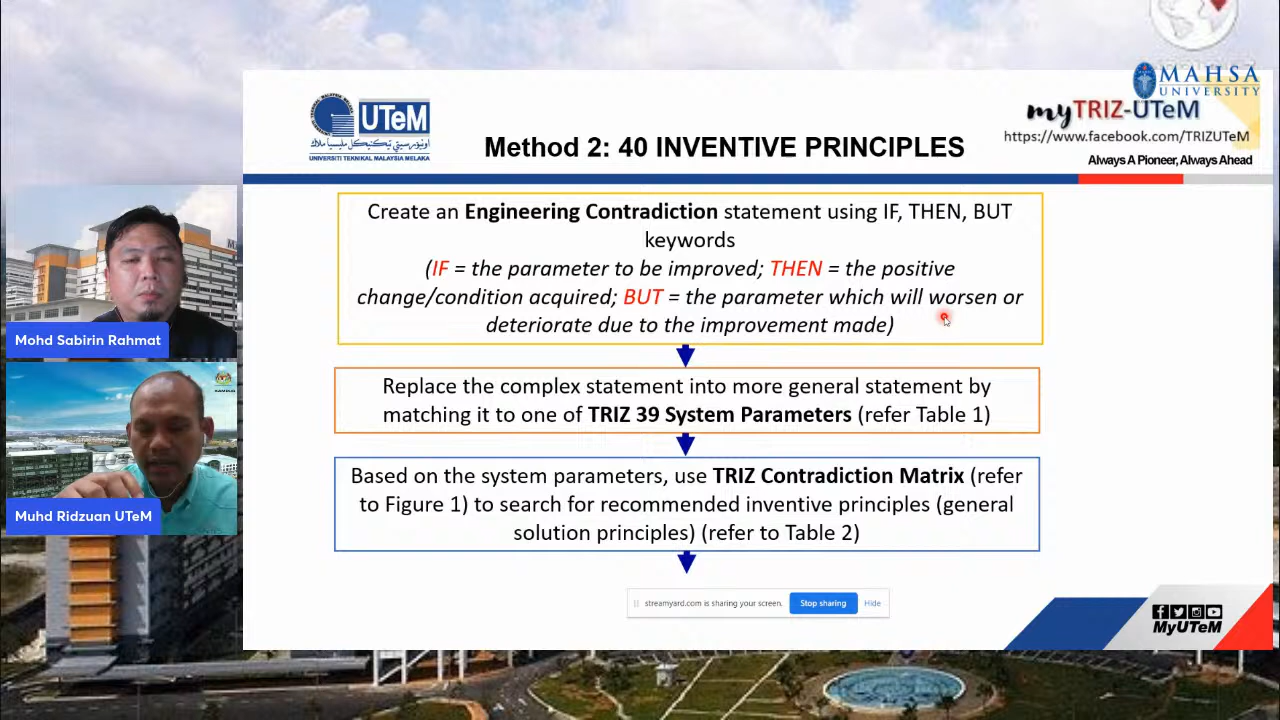 MAHSA
UNIVERSITY
UTeM
اونيۏرسيتي تيكنيكل مليسيا ملاك
UNIVERSITI TEKNIKAL MALAYSIA MELAKA
myTRIZ-UTeM
https://www.facebook.com/TRIZUTeM
Always A Pioneer, Always Ahead
Method 2: 40 INVENTIVE PRINCIPLES
Create an Engineering Contradiction statement using IF, THEN, BUT
keywords
(IF = the parameter to be improved; THEN = the positive
change/condition acquired; BUT = the parameter which will worsen or
deteriorate due to the improvement made)
Replace the complex statement into more general statement by
matching it to one of TRIZ 39 System Parameters (refer Table 1)
Based on the system parameters, use TRIZ Contradiction Matrix (refer
to Figure 1) to search for recommended inventive principles (general
solution principles) (refer to Table 2)
Mohd Sabirin Rahmat
Muhd Ridzuan UTeM
streamyard.com is sharing your screen.
Stop sharing
Hide
MyUTeM